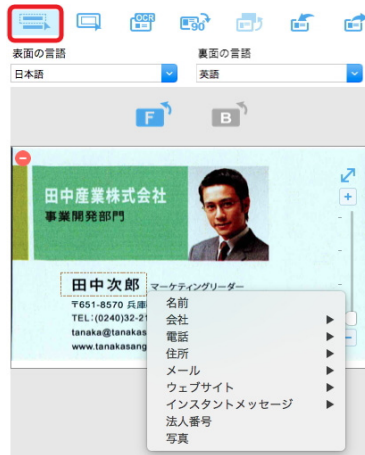 OCR
90°
表面の言語
裏面の言語
日本語
英語
F
B
田中産業株式会社
事業開発部門
田中次郎 マーケティングリーダー
〒651-8570 兵庫
TEL:(0240)32-21
tanaka@tanakas
www.tanakasang
名前
会社
電話
住所
メール
ウェブサイト
インスタントメッセージ
法人番号
写真